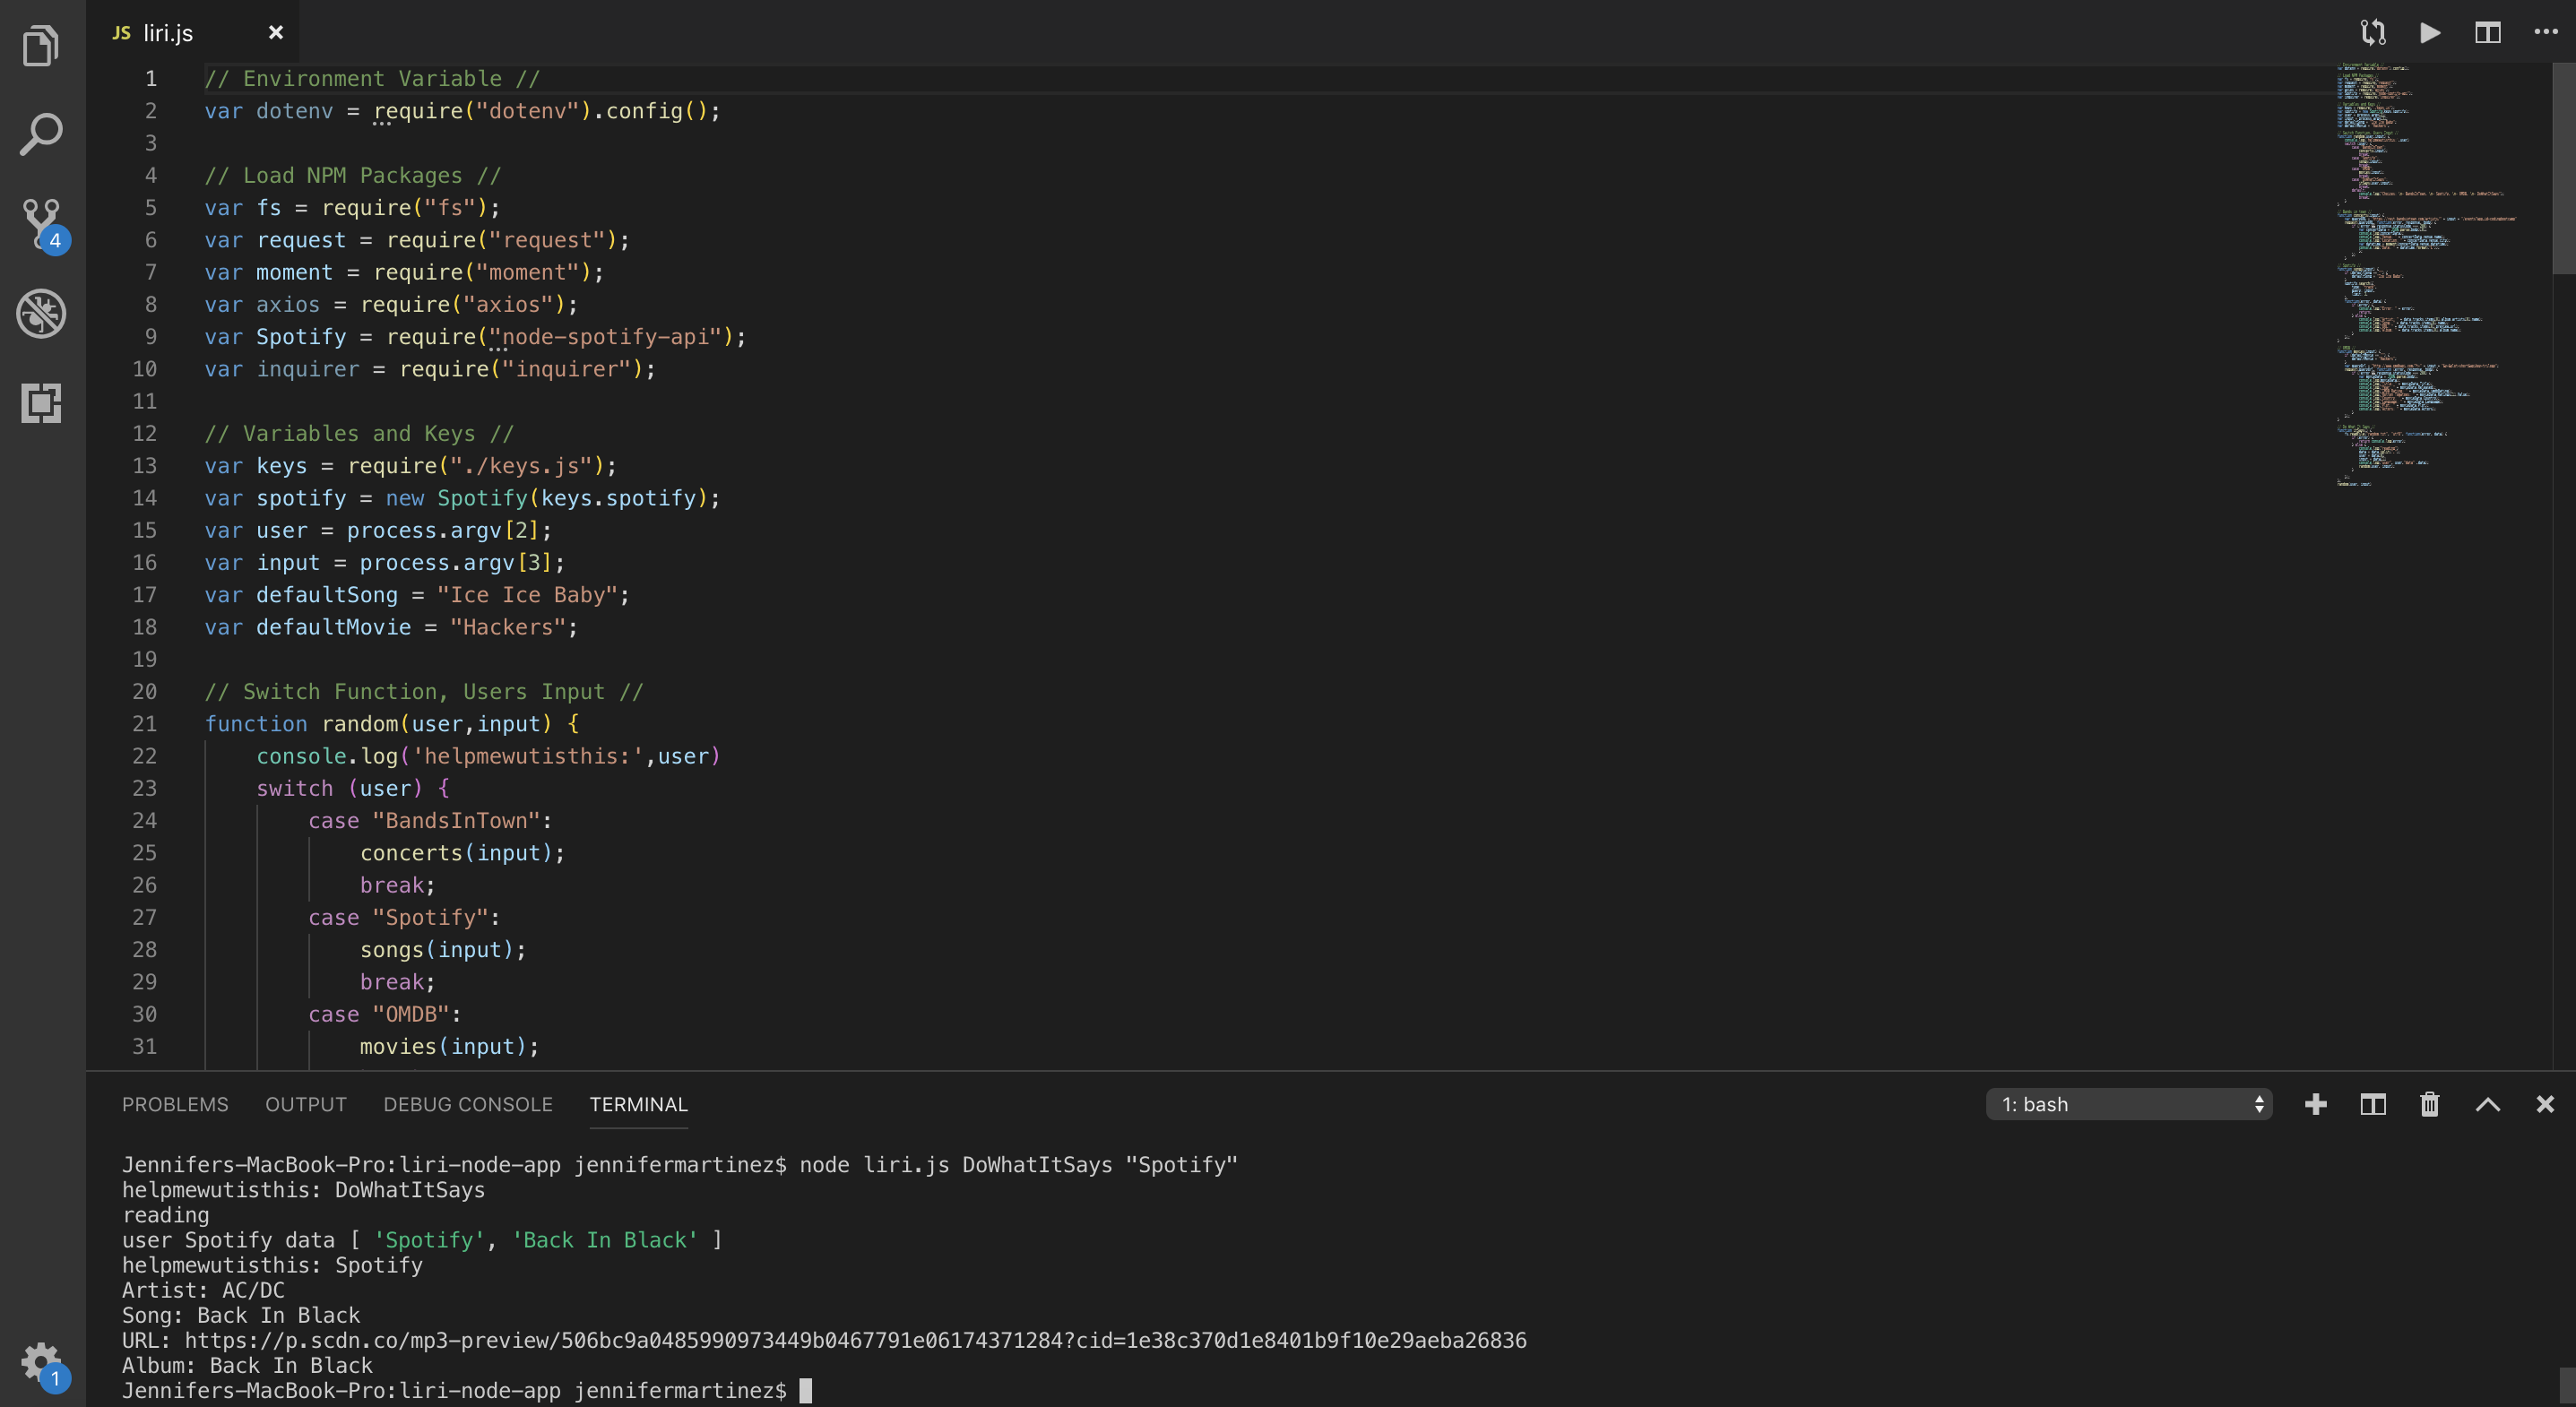 JS liri.js
1 // Environment Variable //
2 var dotenv = require("dotenv").config();
3
4 // Load NPM Packages //
5 var fs = require("fs");
6 var request = require("request");
7 var moment = require("moment");
8 var axios = require("axios");
9 var Spotify = require("node-spotify-api");
10 var inquirer = require("inquirer");
11
12 // Variables and Keys //
13 var keys = require("./keys.js");
14 var spotify = new Spotify(keys.spotify);
15 var user = process.argv[2];
16 var input = process.argv[3];
17 var defaultSong = "Ice Ice Baby";
18 var defaultMovie = "Hackers";
19
20 // Switch Function, Users Input //
21 function random(user,input) {
22 console.log('helpmewutisthis:',user)
23 switch (user) {
24 case "BandsInTown":
25 concerts(input);
26 break;
27 case "Spotify":
28 songs(input);
29 break;
30 case "OMDB":
31 movies(input);
4
1
PROBLEMS OUTPUT DEBUG CONSOLE TERMINAL 1: bash
Jennifers-MacBook-Pro:liri-node-app jennifermartinez$ node liri.js DoWhatItSays "Spotify"
helpmewutisthis: DoWhatItSays
reading
user Spotify data [ 'Spotify', 'Back In Black' ]
helpmewutisthis: Spotify
Artist: AC/DC
Song: Back In Black
URL: https://p.scdn.co/mp3-preview/506bc9a0485990973449b0467791e06174371284?cid=1e38c370d1e8401b9f10e29aeba26836
Album: Back In Black
Jennifers-MacBook-Pro:liri-node-app jennifermartinez$